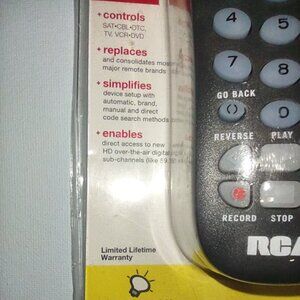 + controls
SAT•CBL•DTC,
TV, VCR•DVD
+ replaces
and consolidates most
major remote brands
+ simplifies
device setup with
automatic, brand,
manual and direct
code search methods
+ enables
direct access to new
HD over-the-air digital
sub-channels (like 59.
Limited Lifetime
Warranty
4
5
7
8
GO BACK
0
REVERSE PLAY
RECORD STOP
RCA